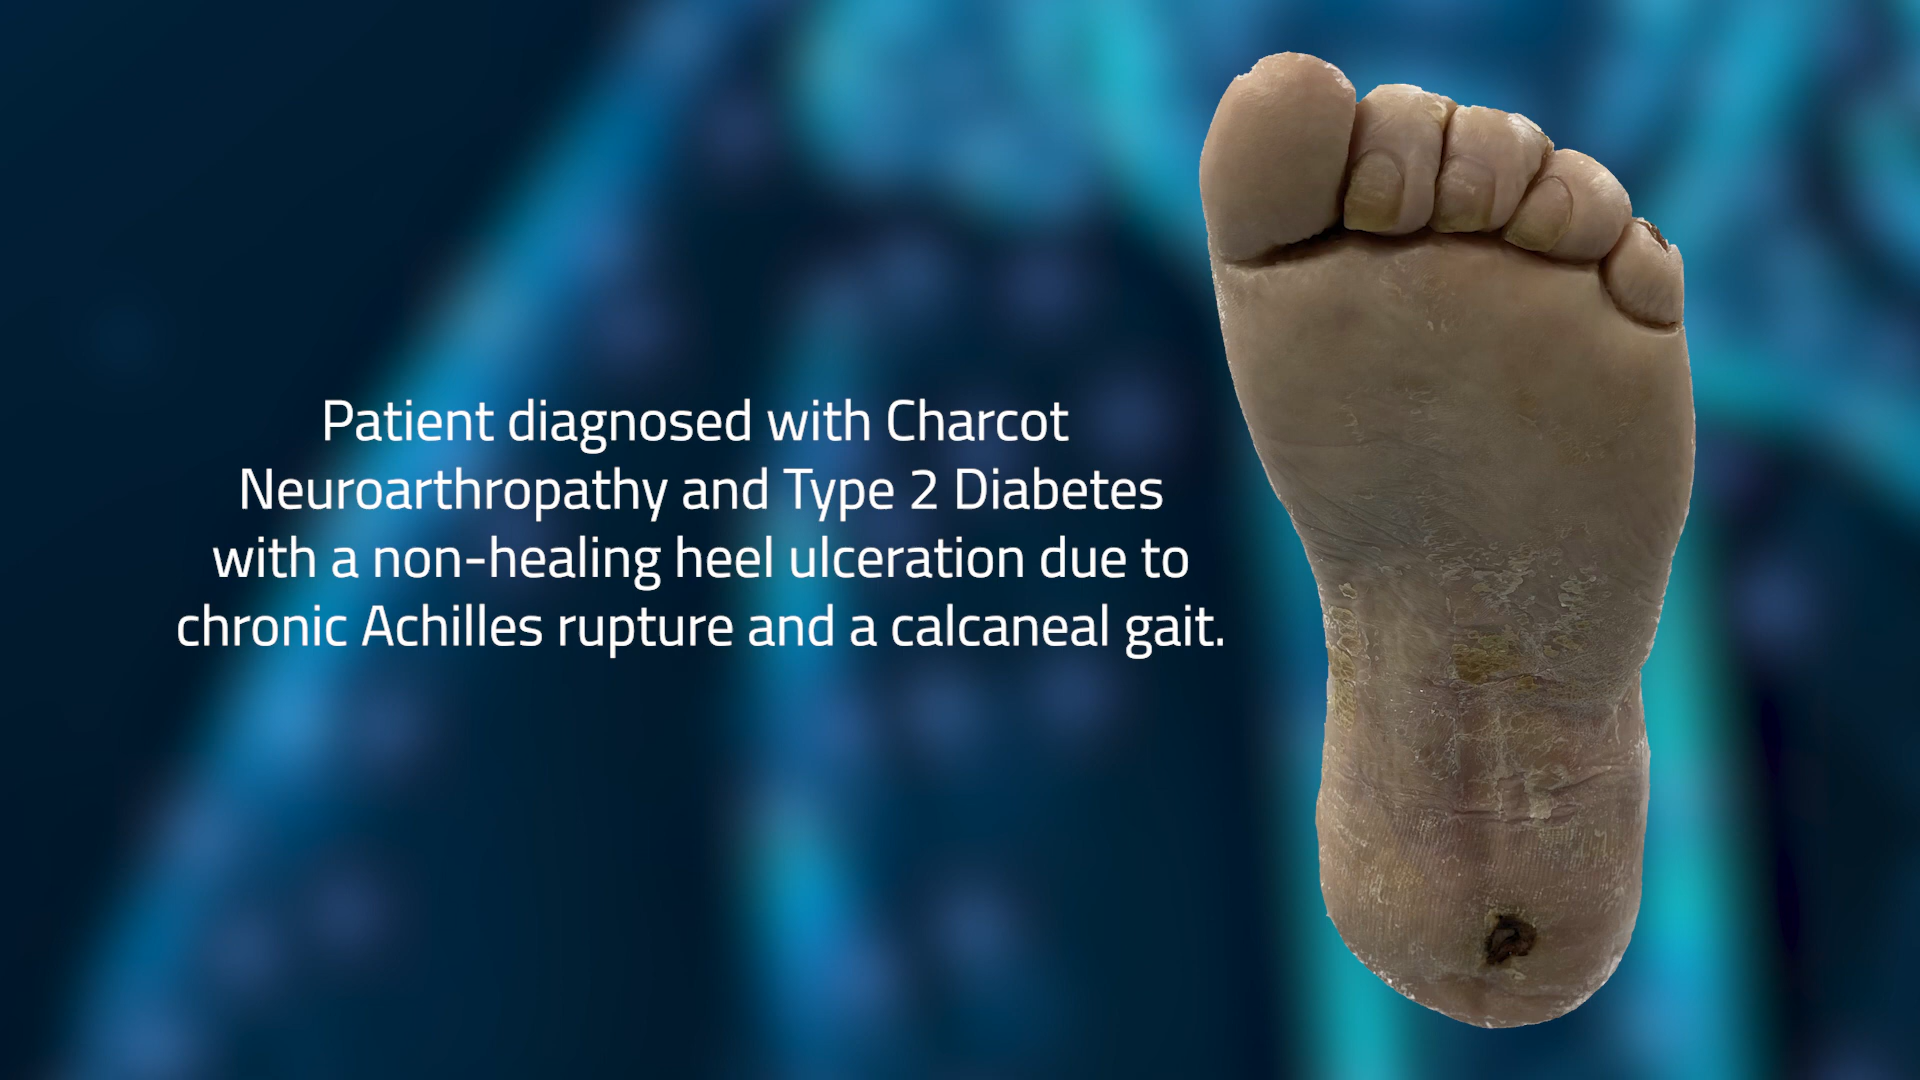 Patient diagnosed with Charcot
Neuroarthropathy and Type 2 Diabetes
with a non-healing heel ulceration due to
chronic Achilles rupture and a calcaneal gait.